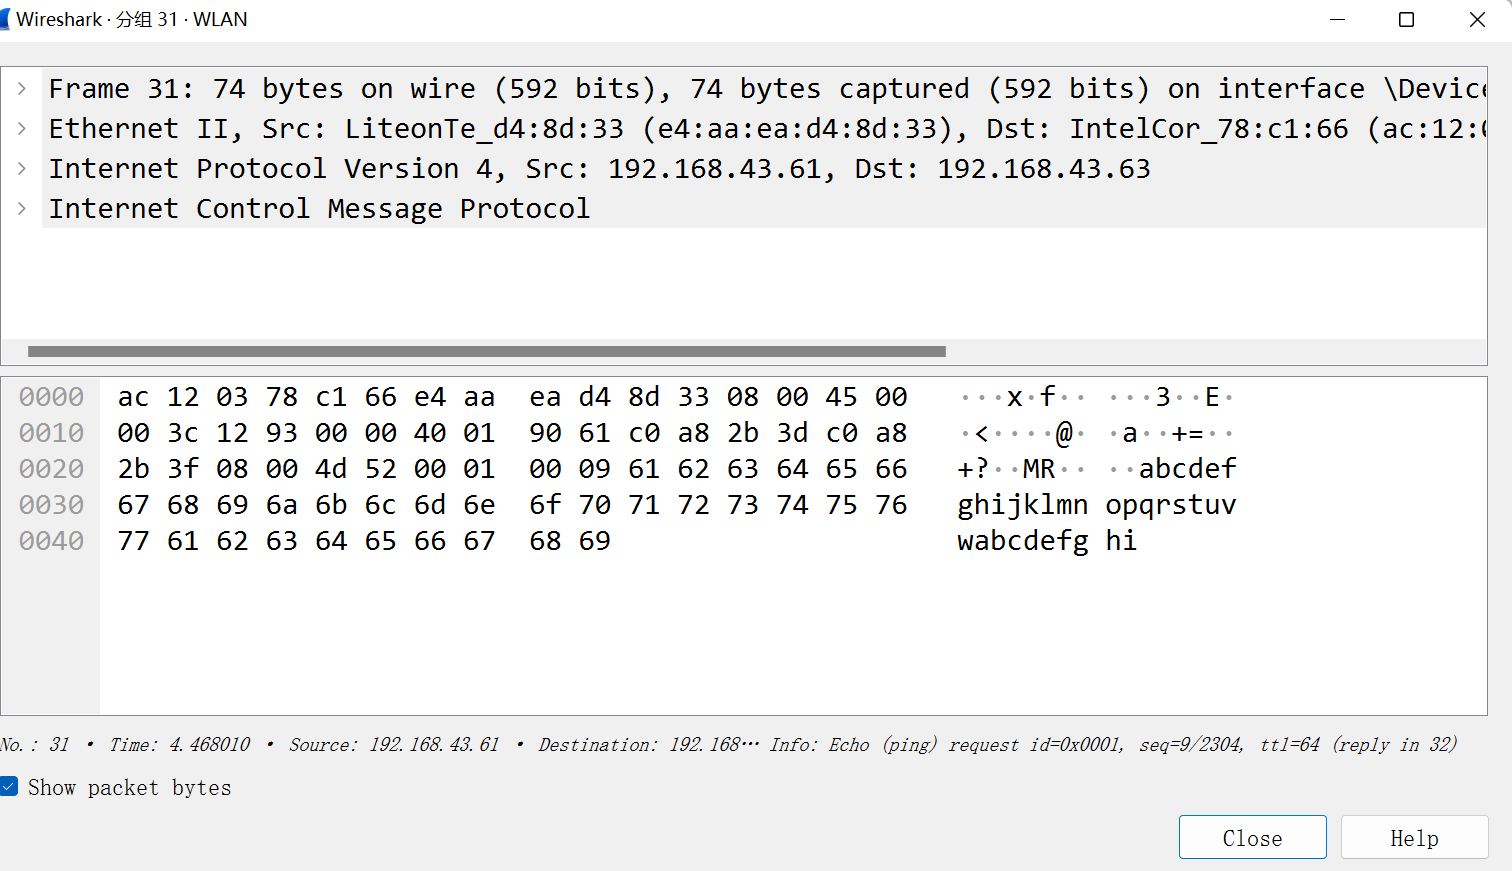 Wireshark · 分组 31 · WLAN
Frame 31: 74 bytes on wire (592 bits), 74 bytes captured (592 bits) on interface \Device
Ethernet II, Src: LiteonTe_d4:8d:33 (e4:aa:ea:d4:8d:33), Dst: IntelCor_78:c1:66 (ac:12:0
Internet Protocol Version 4, Src: 192.168.43.61, Dst: 192.168.43.63
Internet Control Message Protocol
0000 ac 12 03 78 c1 66 e4 aa ea d4 8d 33 08 00 45 00 ···x·f·· ···3··E·
0010 00 3c 12 93 00 00 40 01 90 61 c0 a8 2b 3d c0 a8 ·<····@· ·a··+=··
0020 2b 3f 08 00 4d 52 00 01 00 09 61 62 63 64 65 66 +?··MR·· ··abcdef
0030 67 68 69 6a 6b 6c 6d 6e 6f 70 71 72 73 74 75 76 ghijklmn opqrstuv
0040 77 61 62 63 64 65 66 67 68 69 wabcdefg hi
No.: 31 · Time: 4.468010 · Source: 192.168.43.61 · Destination: 192.168… Info: Echo (ping) request id=0x0001, seq=9/2304, ttl=64 (reply in 32)
Show packet bytes
Close Help